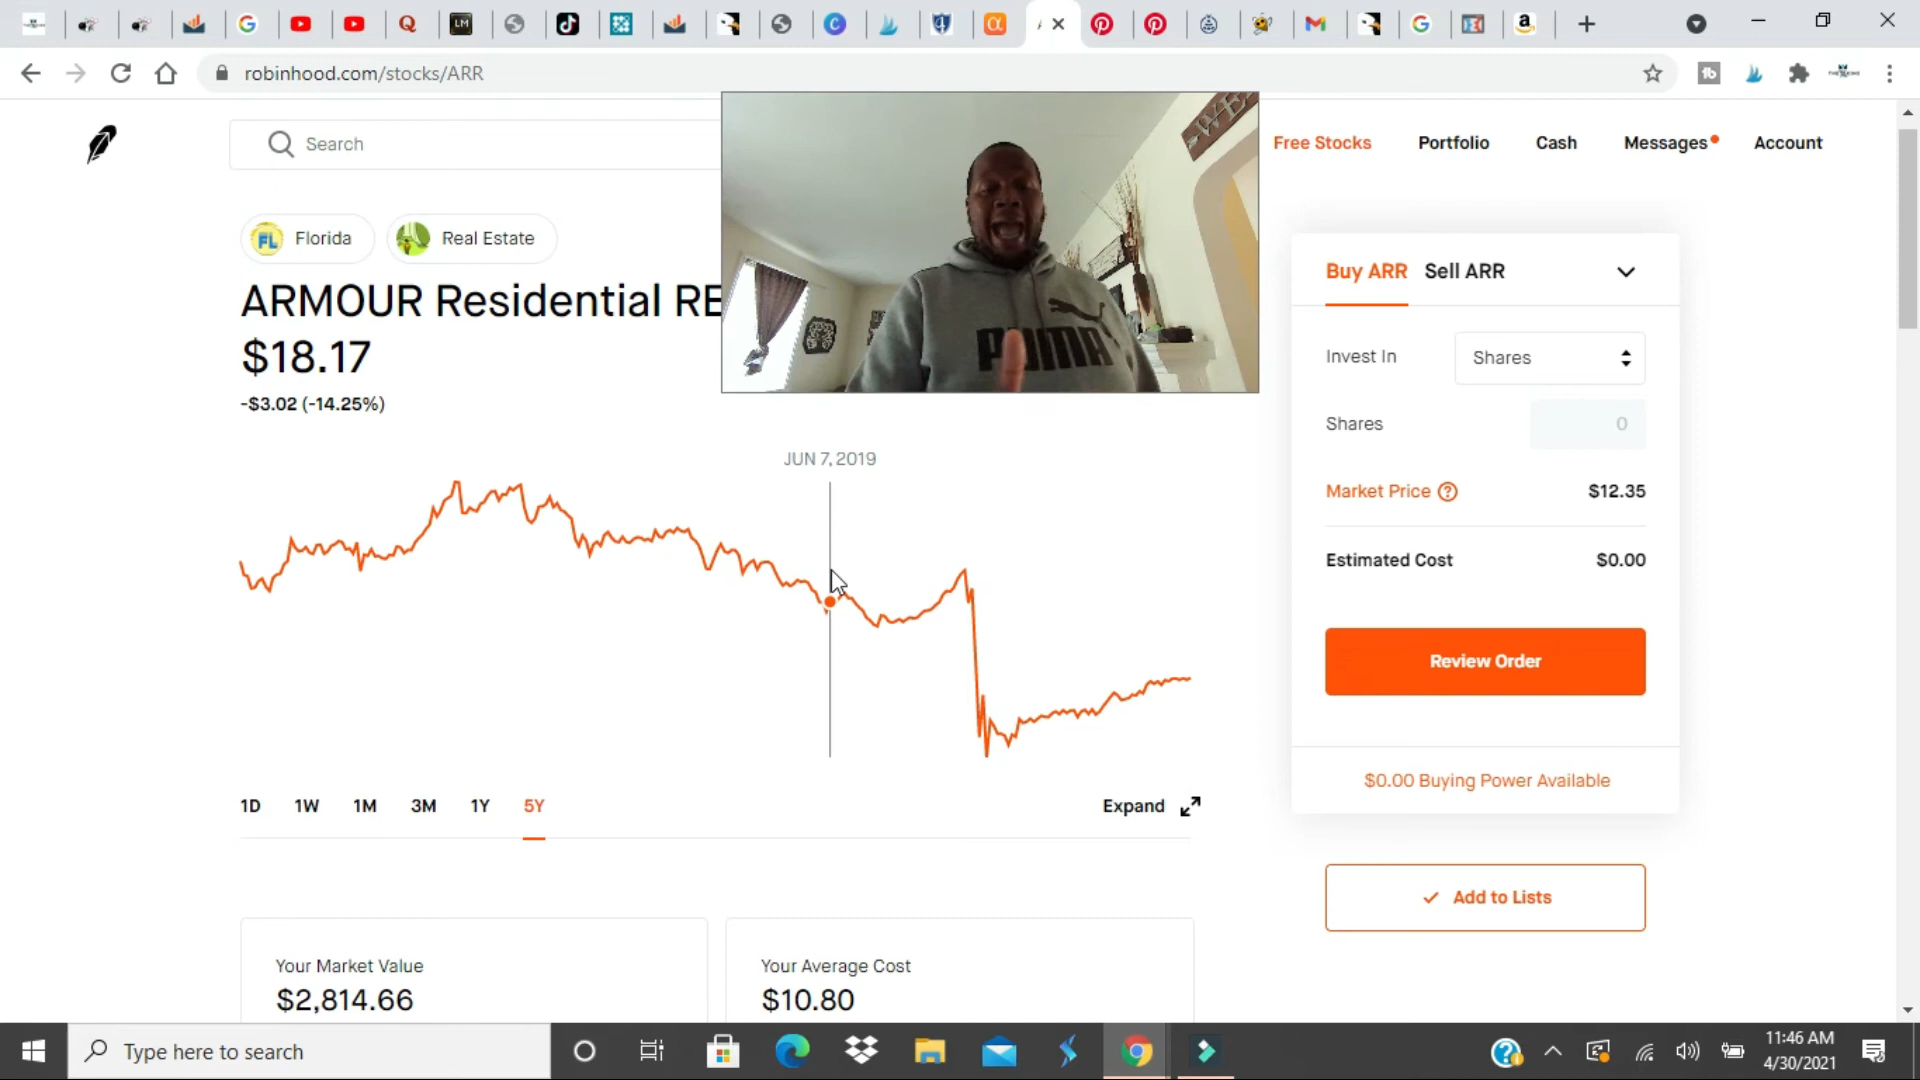 robinhood.com/stocks/ARR
Search
Free Stocks
Portfolio
Cash
Messages
Account
Florida
Real Estate
ARMOUR Residential RE
$18.17
-$3.02 (-14.25%)
JUN 7, 2019
1D
1W
1M
3M
1Y
5Y
Expand
Your Market Value
$2,814.66
Your Average Cost
$10.80
WE
PUMA
Buy ARR
Sell ARR
Invest In
Shares
Shares
0
Market Price
$12.35
Estimated Cost
$0.00
Review Order
$0.00 Buying Power Available
Add to Lists
Type here to search
11:46 AM
4/30/2021